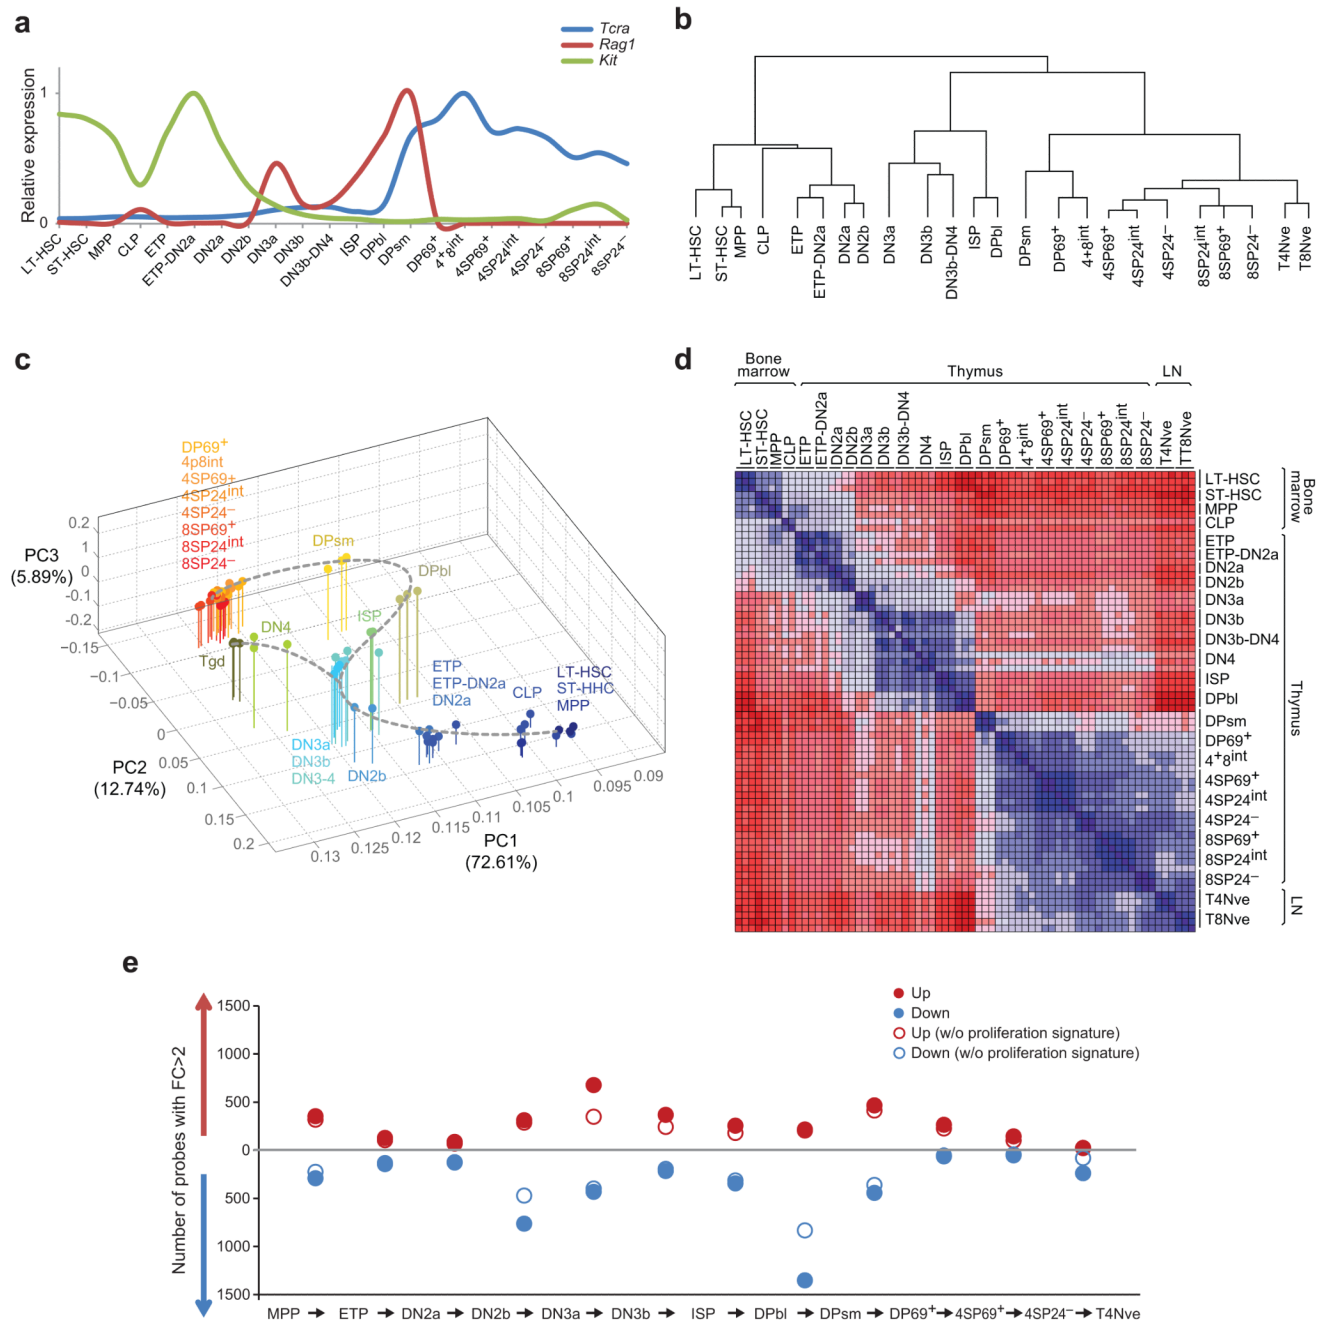 a
Tcra
Rag1
Kit
Relative expression
1
0
LT-HSC
ST-HSC
MPP
CLP
ETP
ETP-DN2a
DN2a
DN2b
DN3a
DN3b
DN3b-DN4
ISP
DPbl
DPsm
DP69+
4+8int
4SP69+
4SP24int
4SP24−
8SP69+
8SP24int
8SP24−
b
LT-HSC
ST-HSC
MPP
CLP
ETP
ETP-DN2a
DN2a
DN2b
DN3a
DN3b
DN3b-DN4
ISP
DPbl
DPsm
DP69+
4+8int
4SP69+
4SP24int
4SP24−
8SP24int
8SP69+
8SP24−
T4Nve
T8Nve
c
DP69+
4p8int
4SP69+
4SP24int
4SP24−
8SP69+
8SP24int
8SP24−
DPsm
DPbl
ISP
DN4
Tgd
ETP
ETP-DN2a
DN2a
CLP
LT-HSC
ST-HHC
MPP
DN3a
DN3b
DN3-4
DN2b
PC3
(5.89%)
0.2
1
0
-0.1
-0.2
−0.15
−0.1
−0.05
0
0.05
0.1
0.15
0.2
PC2
(12.74%)
0.13
0.125
0.12
0.115
0.11
0.105
0.1
0.095
0.09
PC1
(72.61%)
d
Bone
marrow
Thymus
LN
LT-HSC
ST-HSC
MPP
CLP
ETP
ETP-DN2a
DN2a
DN2b
DN3a
DN3b
DN3b-DN4
DN4
ISP
DPbl
DPsm
DP69+
4+8int
4SP69+
4SP24int
4SP24−
8SP69+
8SP24int
8SP24−
T4Nve
TT8Nve
LT-HSC
ST-HSC
MPP
CLP
ETP
ETP-DN2a
DN2a
DN2b
DN3a
DN3b
DN3b-DN4
DN4
ISP
DPbl
DPsm
DP69+
4+8int
4SP69+
4SP24int
4SP24−
8SP69+
8SP24int
8SP24−
T4Nve
T8Nve
Bone
marrow
Thymus
LN
e
Up
Down
Up (w/o proliferation signature)
Down (w/o proliferation signature)
Number of probes with FC>2
1500
1000
500
0
500
1000
1500
MPP ➔ ETP ➔ DN2a ➔ DN2b ➔ DN3a ➔ DN3b ➔ ISP ➔ DPbl ➔ DPsm ➔ DP69+ ➔ 4SP69+ ➔ 4SP24− ➔ T4Nve